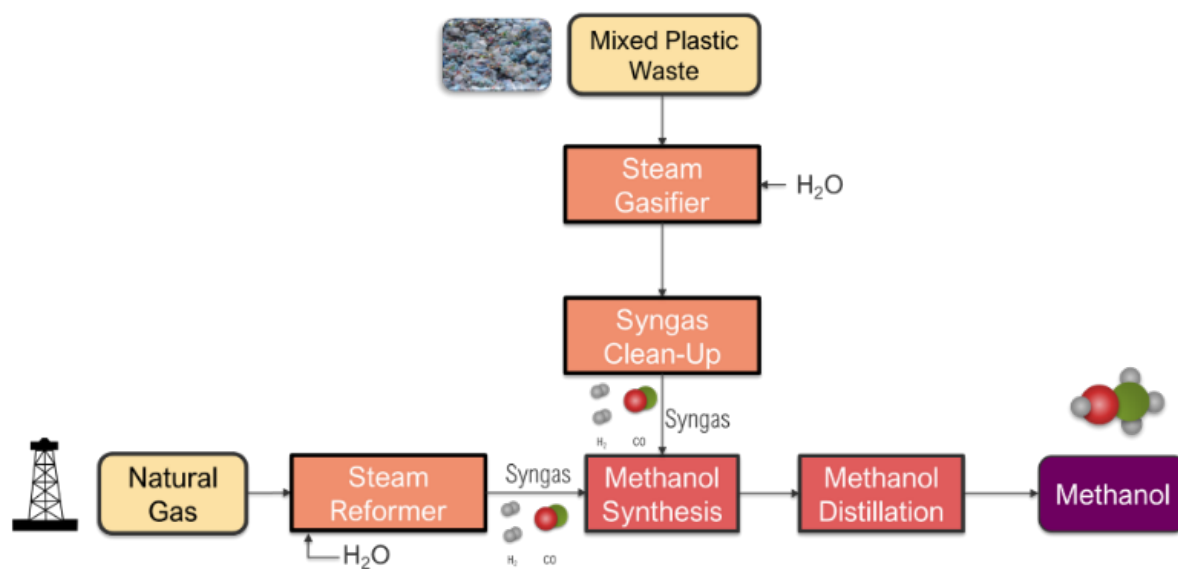 Mixed Plastic
Waste
Steam
Gasifier
H₂O
Syngas
Clean-Up
H₂
CO
Syngas
Natural
Gas
Steam
Reformer
H₂O
Syngas
H₂
CO
Methanol
Synthesis
Methanol
Distillation
Methanol